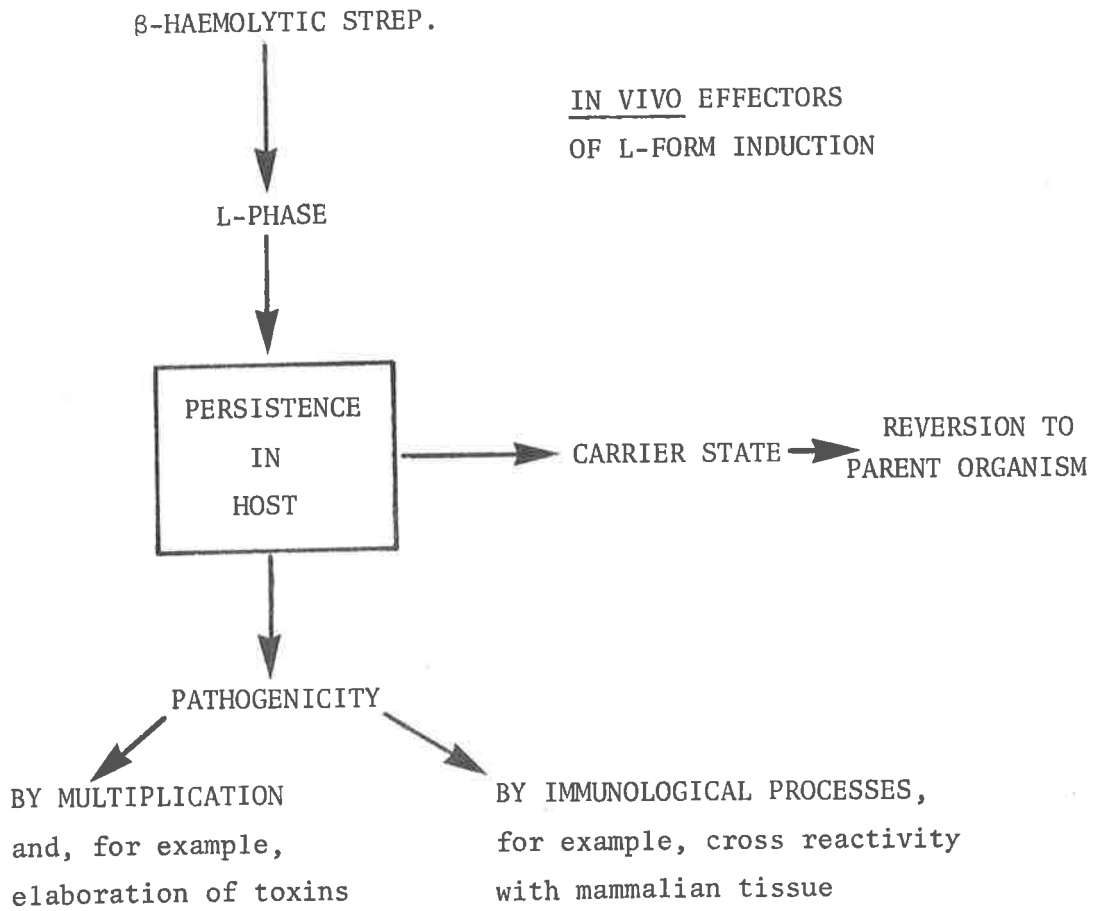 β-HAEMOLYTIC STREP.
IN VIVO EFFECTORS
OF L-FORM INDUCTION
L-PHASE
PERSISTENCE
IN
HOST
CARRIER STATE
REVERSION TO
PARENT ORGANISM
PATHOGENICITY
BY MULTIPLICATION
and, for example,
elaboration of toxins
BY IMMUNOLOGICAL PROCESSES,
for example, cross reactivity
with mammalian tissue